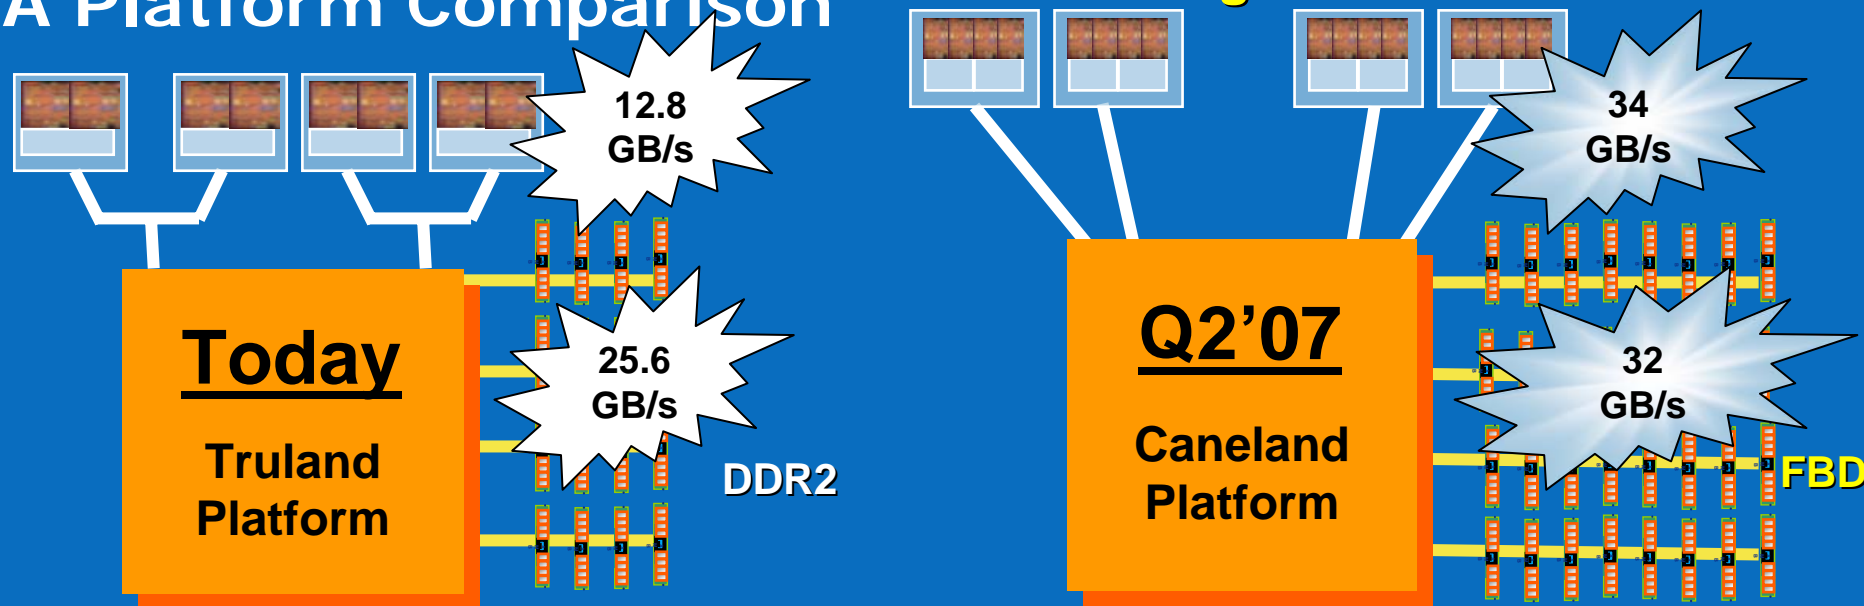 A Platform Comparison
12.8
GB/s
25.6
GB/s
Today
Truland
Platform
DDR2
34
GB/s
32
GB/s
Q2’07
Caneland
Platform
FBD